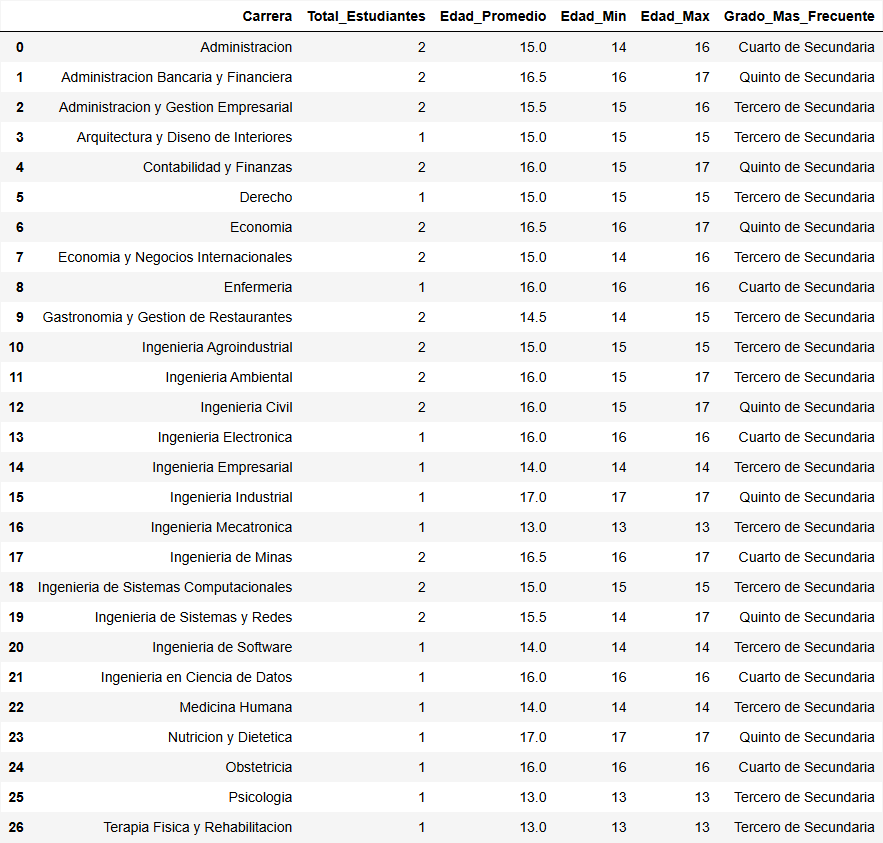 Carrera Total_Estudiantes Edad_Promedio Edad_Min Edad_Max Grado_Mas_Frecuente
0 Administracion 2 15.0 14 16 Cuarto de Secundaria
1 Administracion Bancaria y Financiera 2 16.5 16 17 Quinto de Secundaria
2 Administracion y Gestion Empresarial 2 15.5 15 16 Tercero de Secundaria
3 Arquitectura y Diseno de Interiores 1 15.0 15 15 Tercero de Secundaria
4 Contabilidad y Finanzas 2 16.0 15 17 Quinto de Secundaria
5 Derecho 1 15.0 15 15 Tercero de Secundaria
6 Economia 2 16.5 16 17 Quinto de Secundaria
7 Economia y Negocios Internacionales 2 15.0 14 16 Tercero de Secundaria
8 Enfermeria 1 16.0 16 16 Cuarto de Secundaria
9 Gastronomia y Gestion de Restaurantes 2 14.5 14 15 Tercero de Secundaria
10 Ingenieria Agroindustrial 2 15.0 15 15 Tercero de Secundaria
11 Ingenieria Ambiental 2 16.0 15 17 Tercero de Secundaria
12 Ingenieria Civil 2 16.0 15 17 Quinto de Secundaria
13 Ingenieria Electronica 1 16.0 16 16 Cuarto de Secundaria
14 Ingenieria Empresarial 1 14.0 14 14 Tercero de Secundaria
15 Ingenieria Industrial 1 17.0 17 17 Quinto de Secundaria
16 Ingenieria Mecatronica 1 13.0 13 13 Tercero de Secundaria
17 Ingenieria de Minas 2 16.5 16 17 Cuarto de Secundaria
18 Ingenieria de Sistemas Computacionales 2 15.0 15 15 Tercero de Secundaria
19 Ingenieria de Sistemas y Redes 2 15.5 14 17 Quinto de Secundaria
20 Ingenieria de Software 1 14.0 14 14 Tercero de Secundaria
21 Ingenieria en Ciencia de Datos 1 16.0 16 16 Cuarto de Secundaria
22 Medicina Humana 1 14.0 14 14 Tercero de Secundaria
23 Nutricion y Dietetica 1 17.0 17 17 Quinto de Secundaria
24 Obstetricia 1 16.0 16 16 Cuarto de Secundaria
25 Psicologia 1 13.0 13 13 Tercero de Secundaria
26 Terapia Fisica y Rehabilitacion 1 13.0 13 13 Tercero de Secundaria